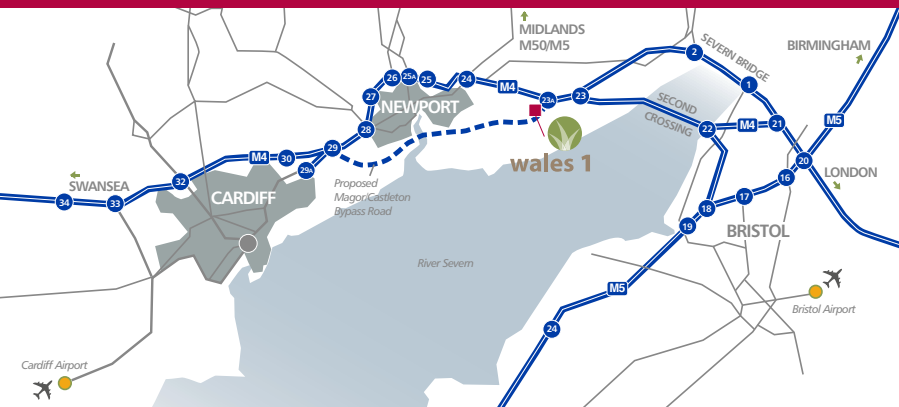 MIDLANDS
M50/M5
BIRMINGHAM
SEVERN BRIDGE
2
1
26
25A
25
24
M4
27
NEWPORT
23A
23
SECOND
CROSSING
22
M4
21
M5
28
wales 1
29
M4
30
29A
20
16
LONDON
32
SWANSEA
34
33
CARDIFF
Proposed
Magor/Castleton
Bypass Road
17
18
19
BRISTOL
River Severn
M5
24
Bristol Airport
Cardiff Airport